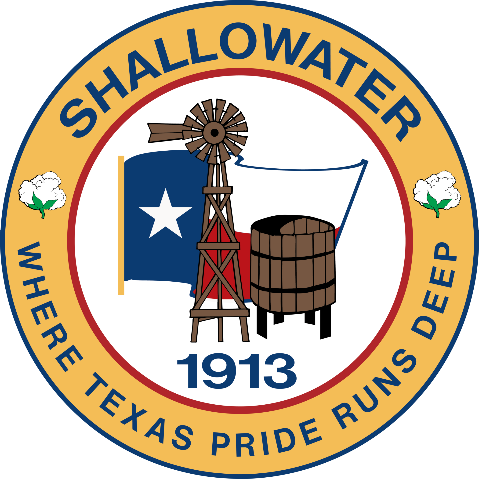 SHALLOWATER
1913
WHERE TEXAS PRIDE RUNS DEEP